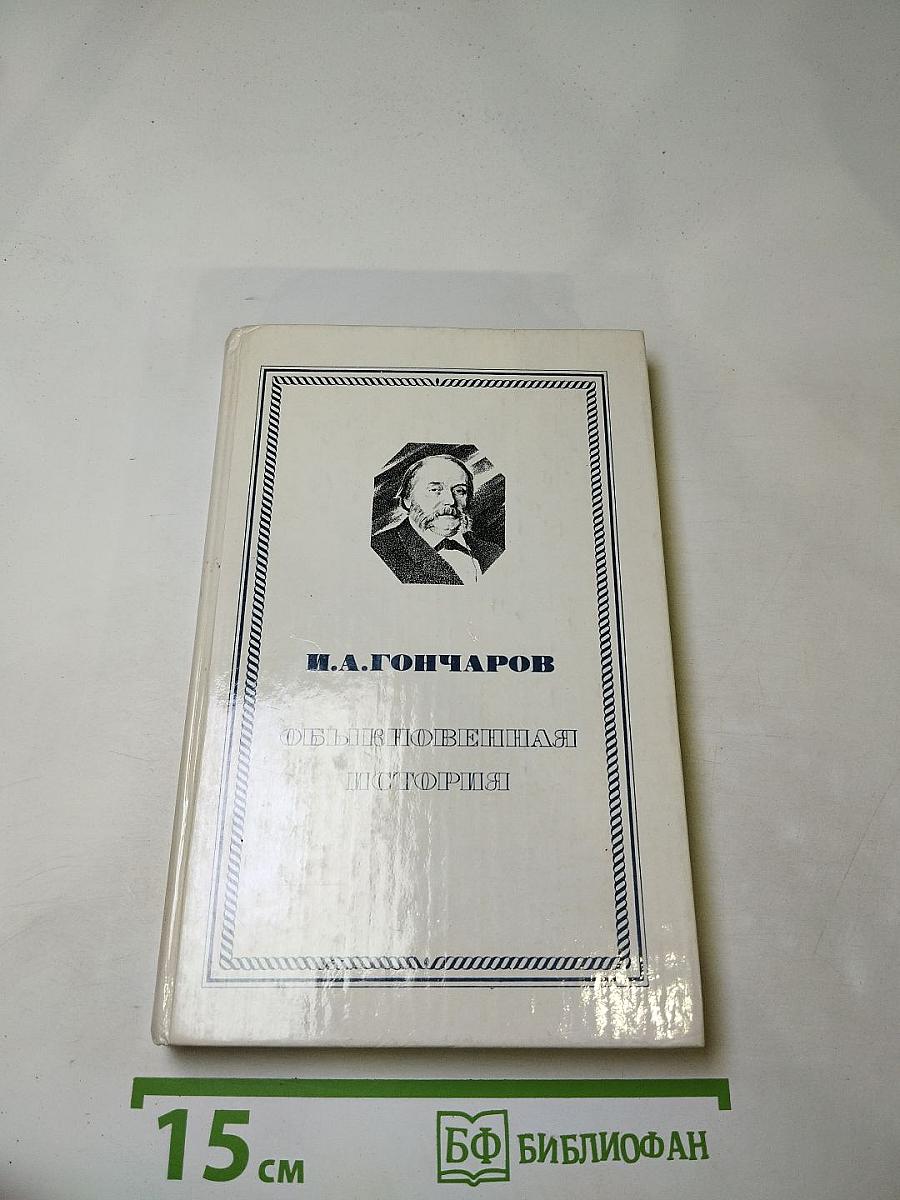 И.А.ГОНЧАРОВ
ОБЫКНОВЕННАЯ
ИСТОРИЯ
15 см
БФ БИБЛИОФАН